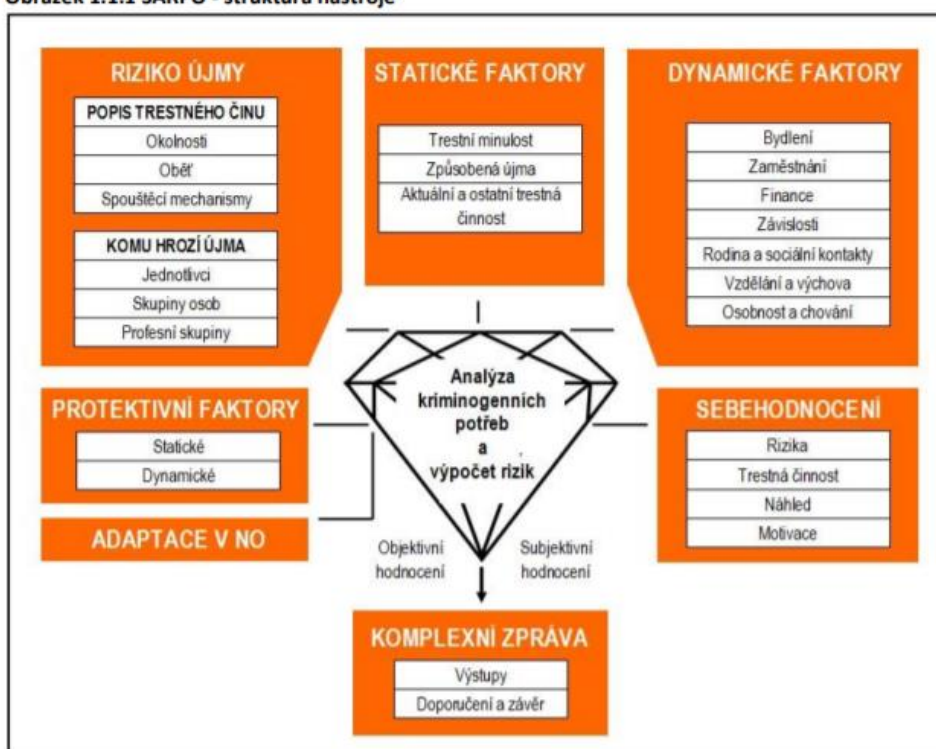 Obrázek 1.1.1 SARPO - struktura nástroje
RIZIKO ÚJMY
POPIS TRESTNÉHO ČINU
Okolnosti
Oběť
Spouštěcí mechanismy
KOMU HROZÍ ÚJMA
Jednotlivci
Skupiny osob
Profesní skupiny
STATICKÉ FAKTORY
Trestní minulost
Způsobená újma
Aktuální a ostatní trestná
činnost
DYNAMICKÉ FAKTORY
Bydlení
Zaměstnání
Finance
Závislosti
Rodina a sociální kontakty
Vzdělání a výchova
Osobnost a chování
Analýza
kriminogenních
potřeb
a
výpočet rizik
PROTEKTIVNÍ FAKTORY
Statické
Dynamické
ADAPTACE V NO
SEBEHODNOCENÍ
Rizika
Trestná činnost
Náhled
Motivace
Objektivní
hodnocení
Subjektivní
hodnocení
KOMPLEXNÍ ZPRÁVA
Výstupy
Doporučení a závěr